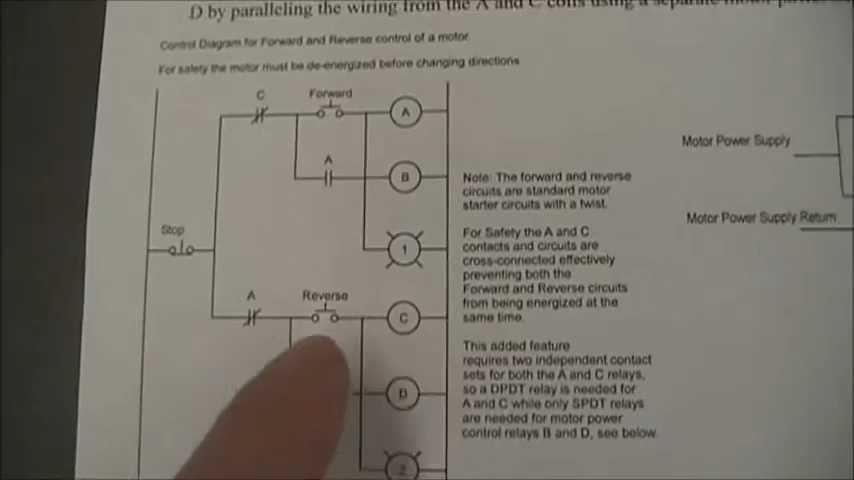 D by paralleling the wiring from the A and C coils using a separate motor
Control Diagram for Forward and Reverse control of a motor
For safety the motor must be de-energized before changing directions
C
Forward
A
A
B
1
Stop
A
Reverse
C
D
2
Note: The forward and reverse
circuits are standard motor
starter circuits with a twist.
For Safety the A and C
contacts and circuits are
cross-connected effectively
preventing both the
Forward and Reverse circuits
from being energized at the
same time.
This added feature
requires two independent contact
sets for both the A and C relays,
so a DPDT relay is needed for
A and C while only SPDT relays
are needed for motor power
control relays B and D, see below.
Motor Power Supply
Motor Power Supply Return